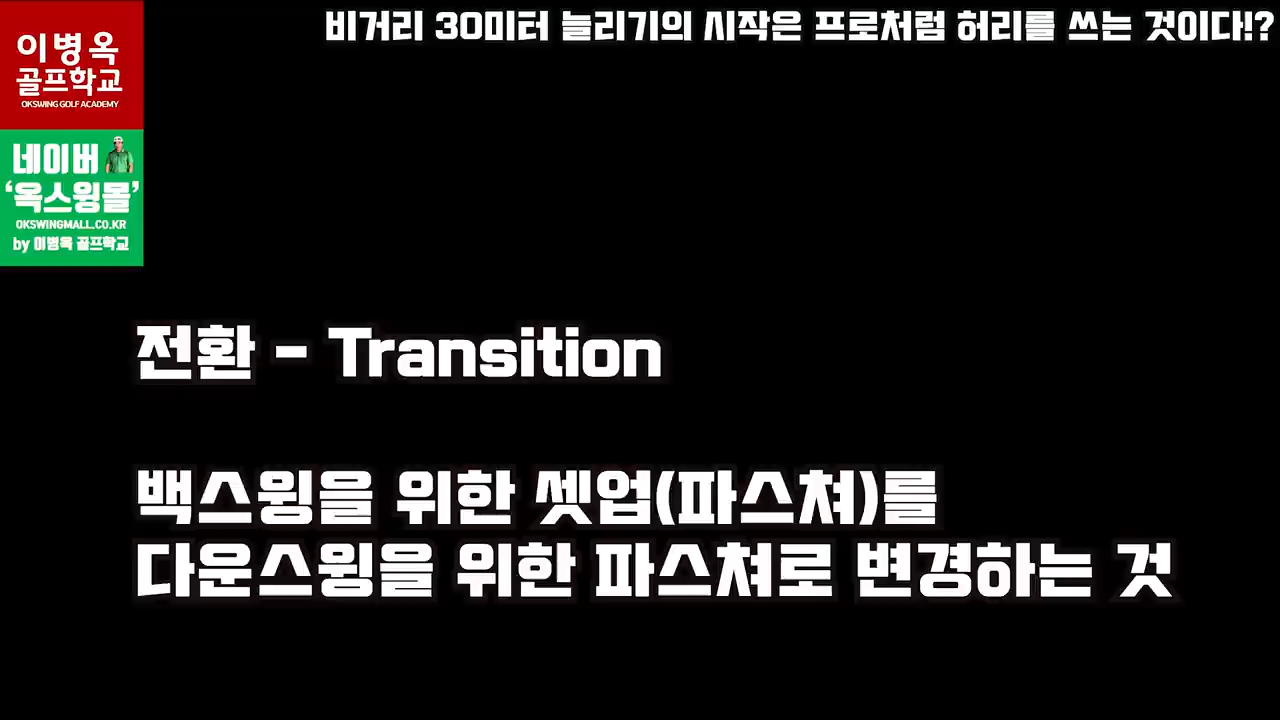 이병옥
골프학교
OKSWING GOLF ACADEMY
네이버
‘옥스윙몰’
OKSWINGMALL.CO.KR
by 이병옥 골프학교
비거리 30미터 늘리기의 시작은 프로처럼 허리를 쓰는 것이다!?
전환 - Transition
백스윙을 위한 셋업(파스쳐)를
다운스윙을 위한 파스쳐로 변경하는 것